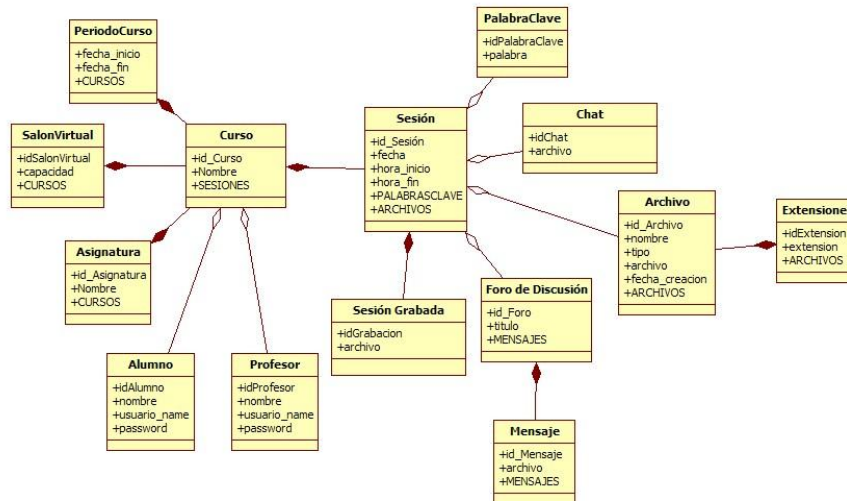 PeriodoCurso
+fecha_inicio
+fecha_fin
+CURSOS
SalonVirtual
+idSalonVirtual
+capacidad
+CURSOS
Asignatura
+id_Asignatura
+Nombre
+CURSOS
Curso
+id_Curso
+Nombre
+SESIONES
Alumno
+idAlumno
+nombre
+usuario_name
+password
Profesor
+idProfesor
+nombre
+usuario_name
+password
Sesión
+id_Sesión
+fecha
+hora_inicio
+hora_fin
+PALABRASCLAVE
+ARCHIVOS
PalabraClave
+idPalabraClave
+palabra
Chat
+idChat
+archivo
Sesión Grabada
+idGrabacion
+archivo
Foro de Discusión
+id_Foro
+titulo
+MENSAJES
Mensaje
+id_Mensaje
+archivo
+MENSAJES
Archivo
+id_Archivo
+nombre
+tipo
+archivo
+fecha_creacion
+ARCHIVOS
Extensione
+idExtension
+extension
+ARCHIVOS